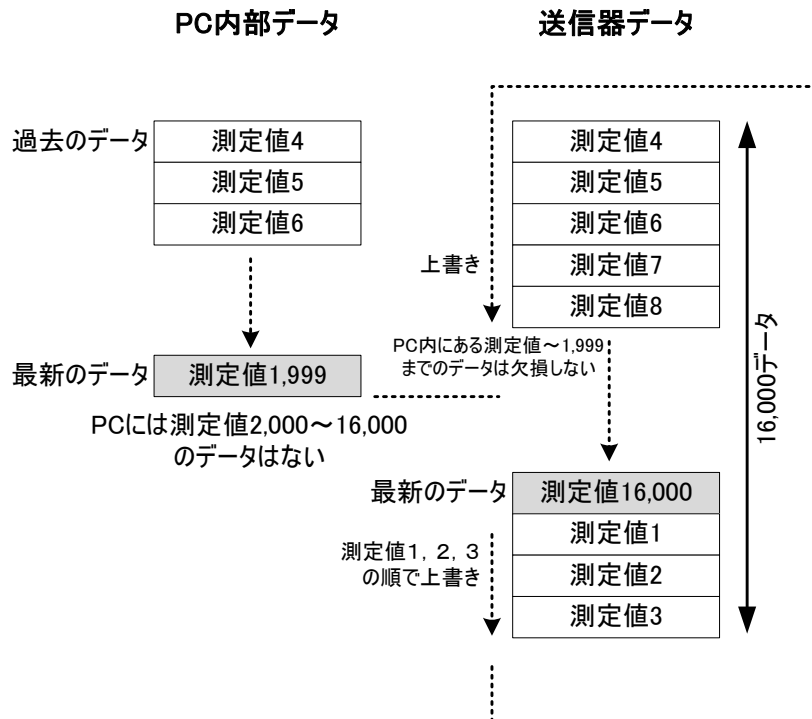 PC内部データ
送信器データ
過去のデータ
測定値4
測定値5
測定値6
最新のデータ
測定値1,999
PCには測定値2,000～16,000
のデータはない
測定値4
測定値5
測定値6
測定値7
測定値8
上書き
PC内にある測定値～1,999
までのデータは欠損しない
最新のデータ
測定値16,000
測定値1
測定値2
測定値3
測定値１，２，３
の順で上書き
16,000データ